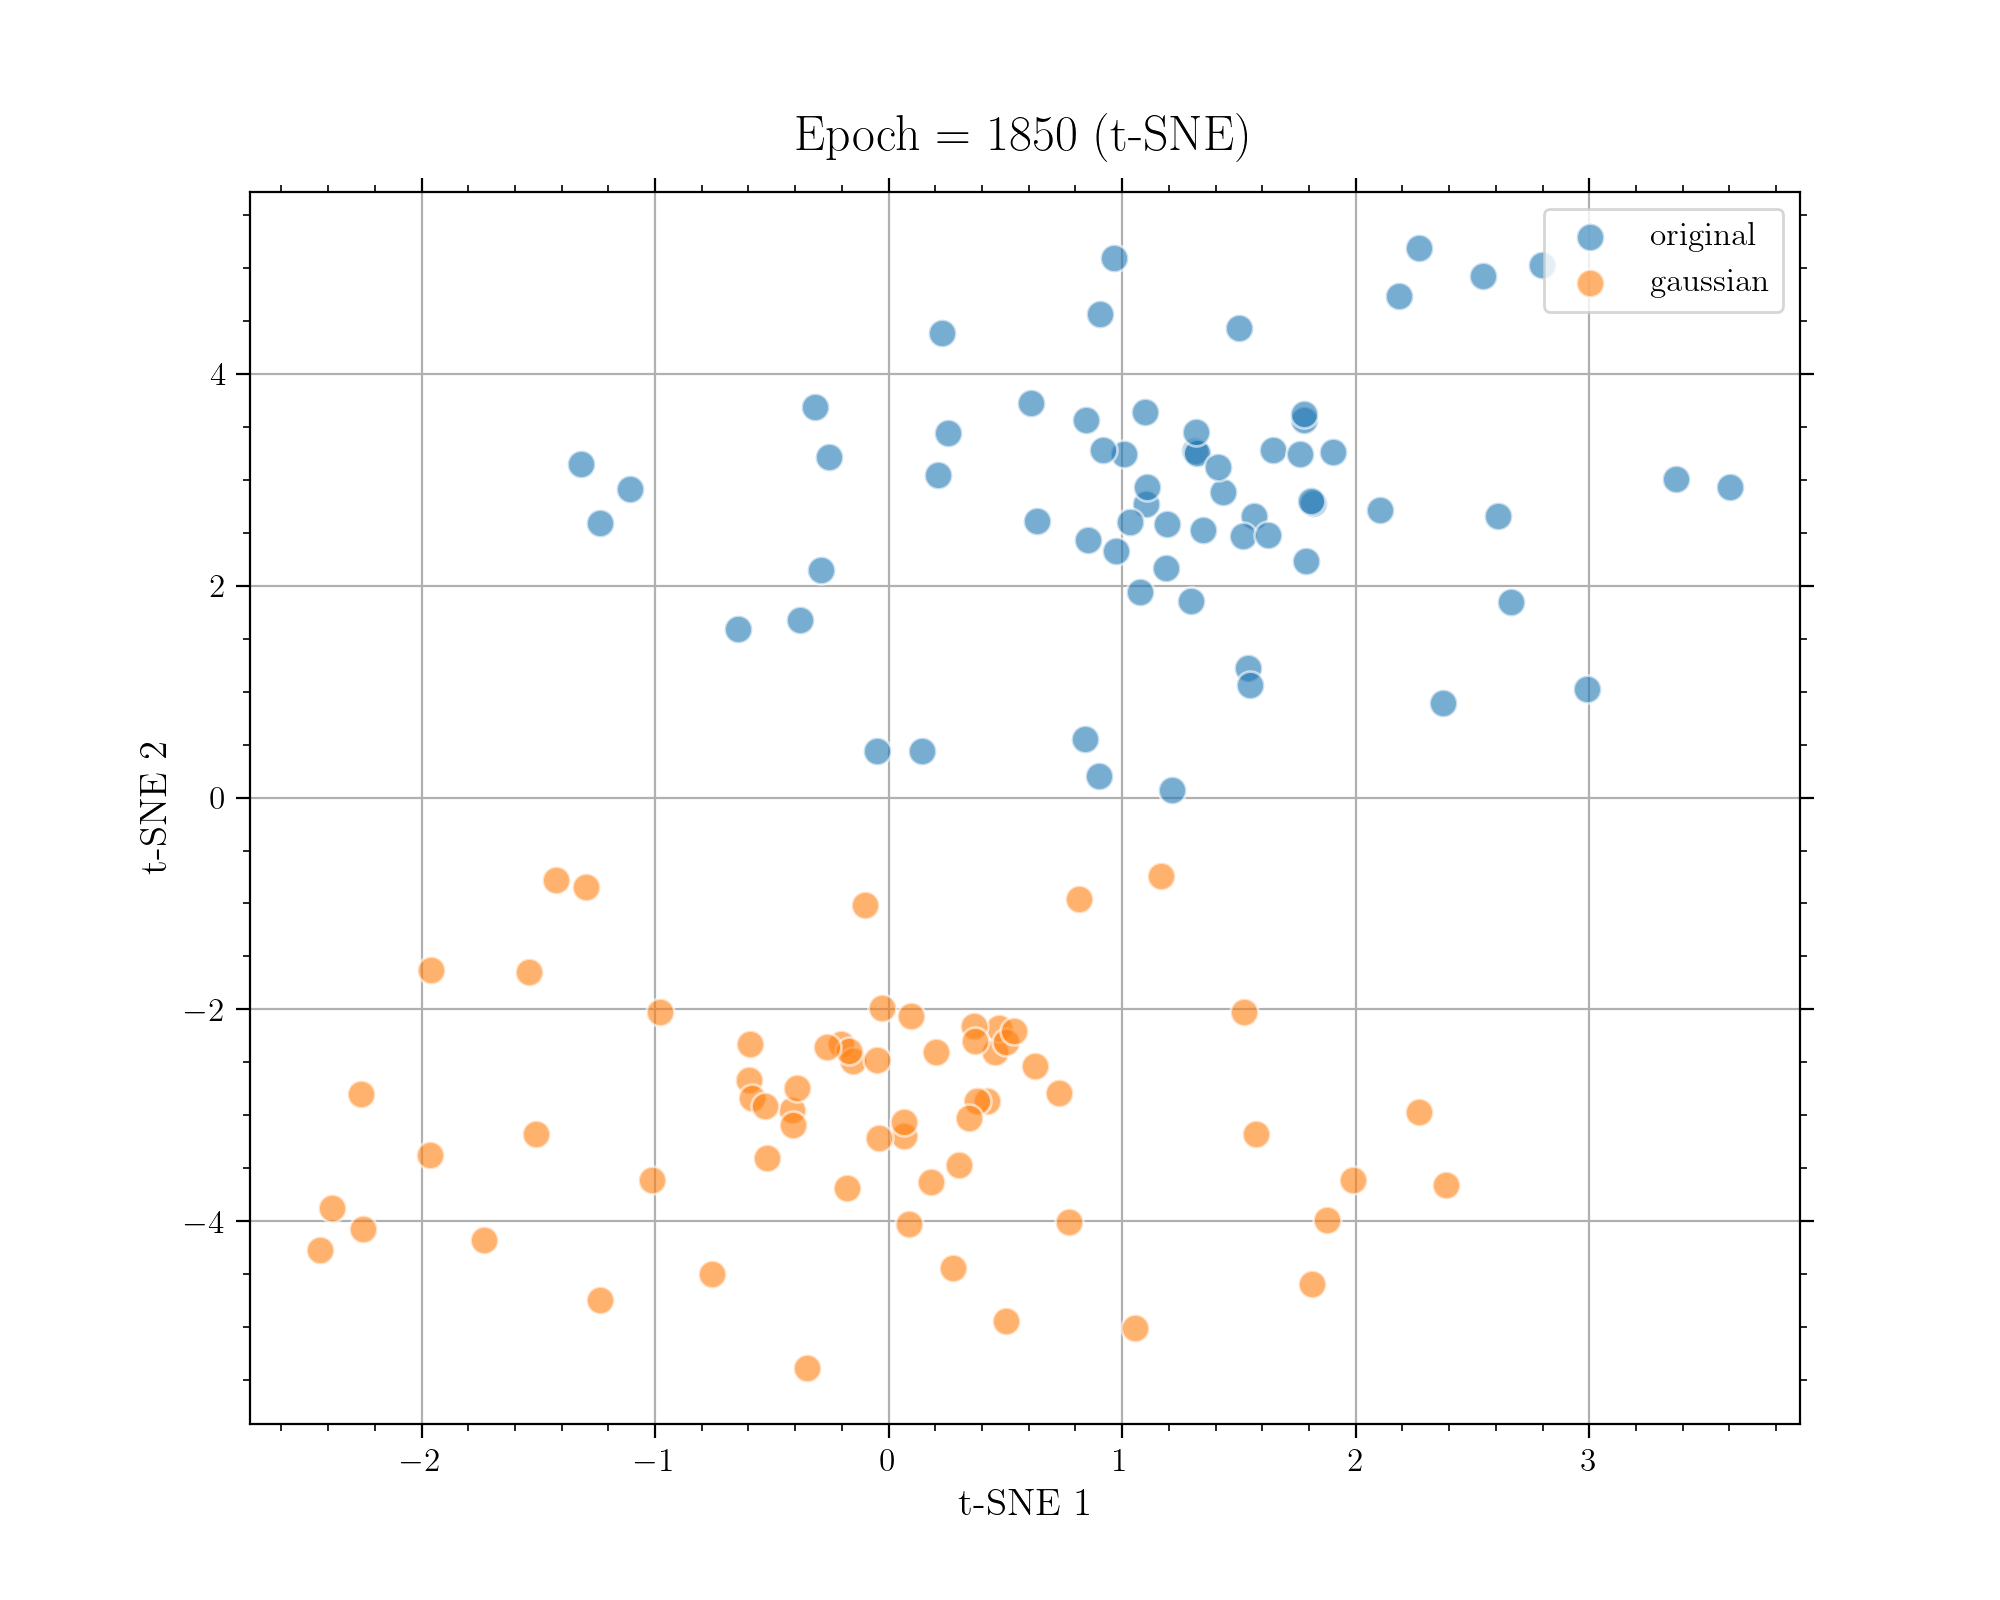 Epoch = 1850 (t-SNE)
original
gaussian
4
2
0
−2
−4
t-SNE 2
−2
−1
0
1
2
3
t-SNE 1